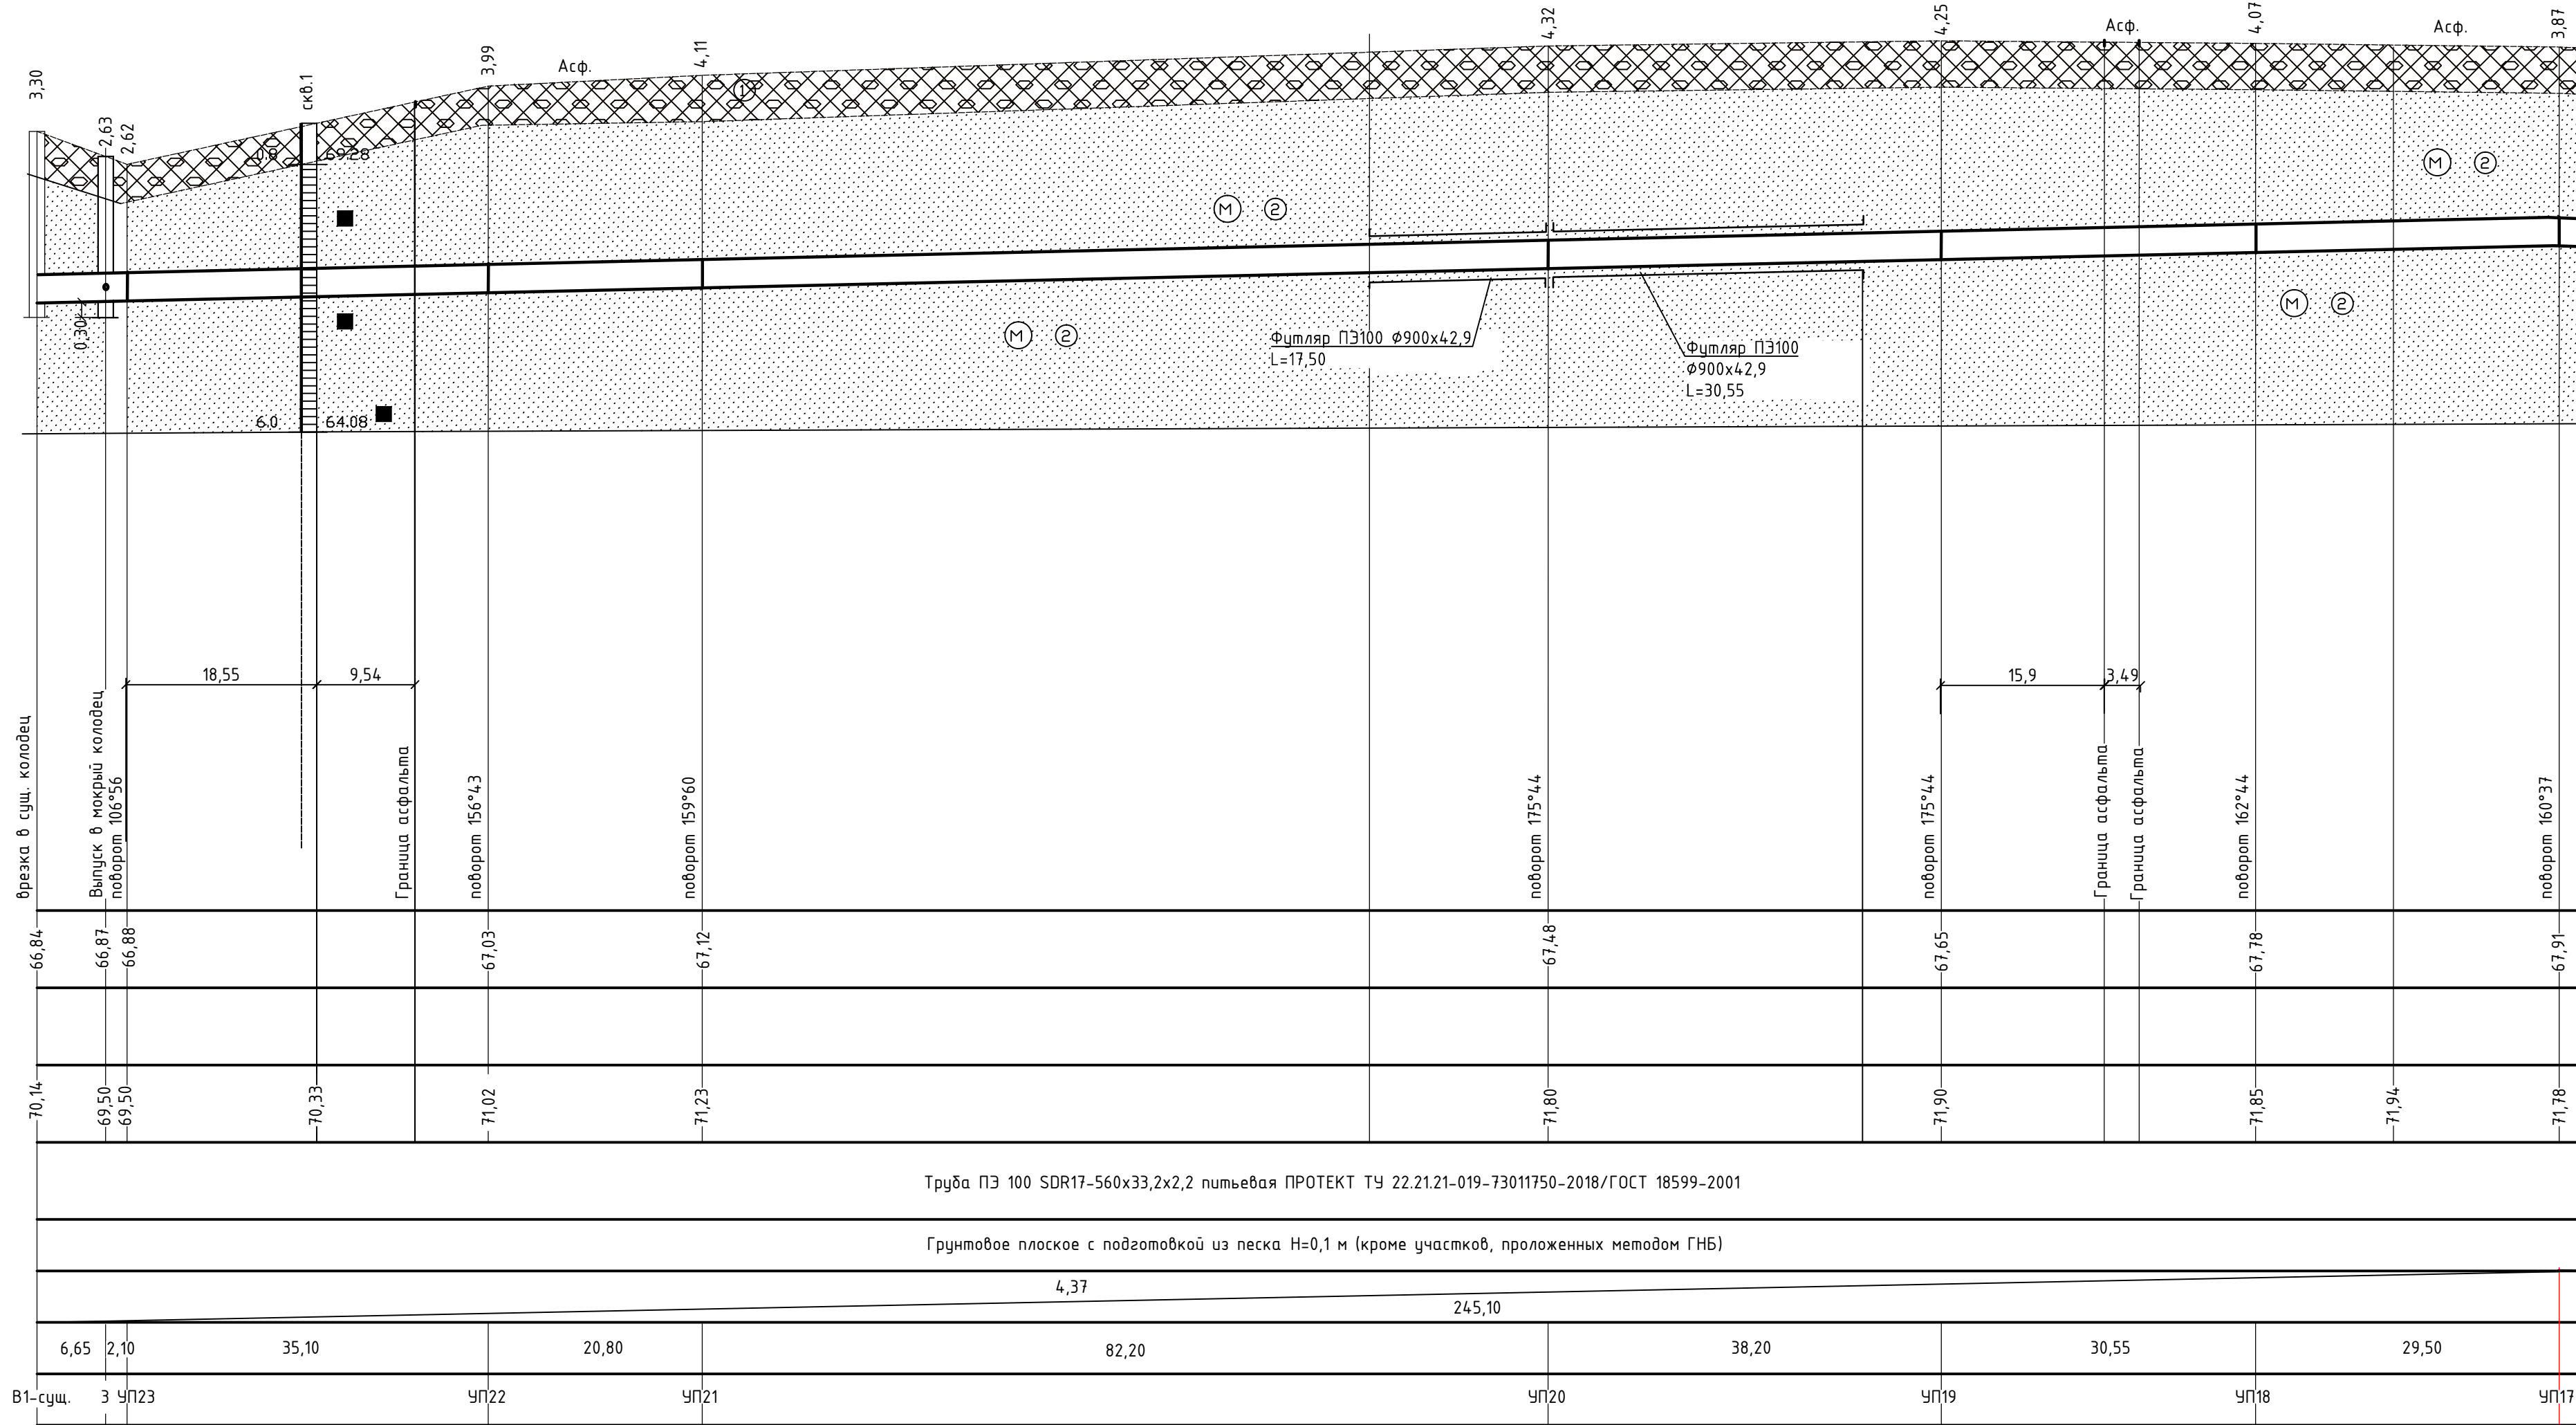 3,30
2,63
2,62
скв.1
3,99
Асф.
4,11
1
4,32
4,25
Асф.
4,07
Асф.
3,87
0.8
69.28
М 2
М 2
М 2
М 2
0,30
Футляр ПЭ100 Ф900х42,9
L=17,50
Футляр ПЭ100
Ф900х42,9
L=30,55
6.0
64.08
18,55
9,54
15,9
3,49
врезка в сущ. колодец
Выпуск в мокрый колодец
поворот 106°56
Граница асфальта
поворот 156°43
поворот 159°60
поворот 175°44
поворот 175°44
Граница асфальта
Граница асфальта
поворот 162°44
поворот 160°37
66,84
66,87
66,88
67,03
67,12
67,48
67,65
67,78
67,91
70,14
69,50
69,50
70,33
71,02
71,23
71,80
71,90
71,85
71,94
71,78
Труба ПЭ 100 SDR17-560х33,2х2,2 питьевая ПРОТЕКТ ТУ 22.21.21-019-73011750-2018/ГОСТ 18599-2001
Грунтовое плоское с подготовкой из песка Н=0,1 м (кроме участков, проложенных методом ГНБ)
4,37
245,10
6,65
2,10
35,10
20,80
82,20
38,20
30,55
29,50
В1-сущ.
3
УП23
УП22
УП21
УП20
УП19
УП18
УП17